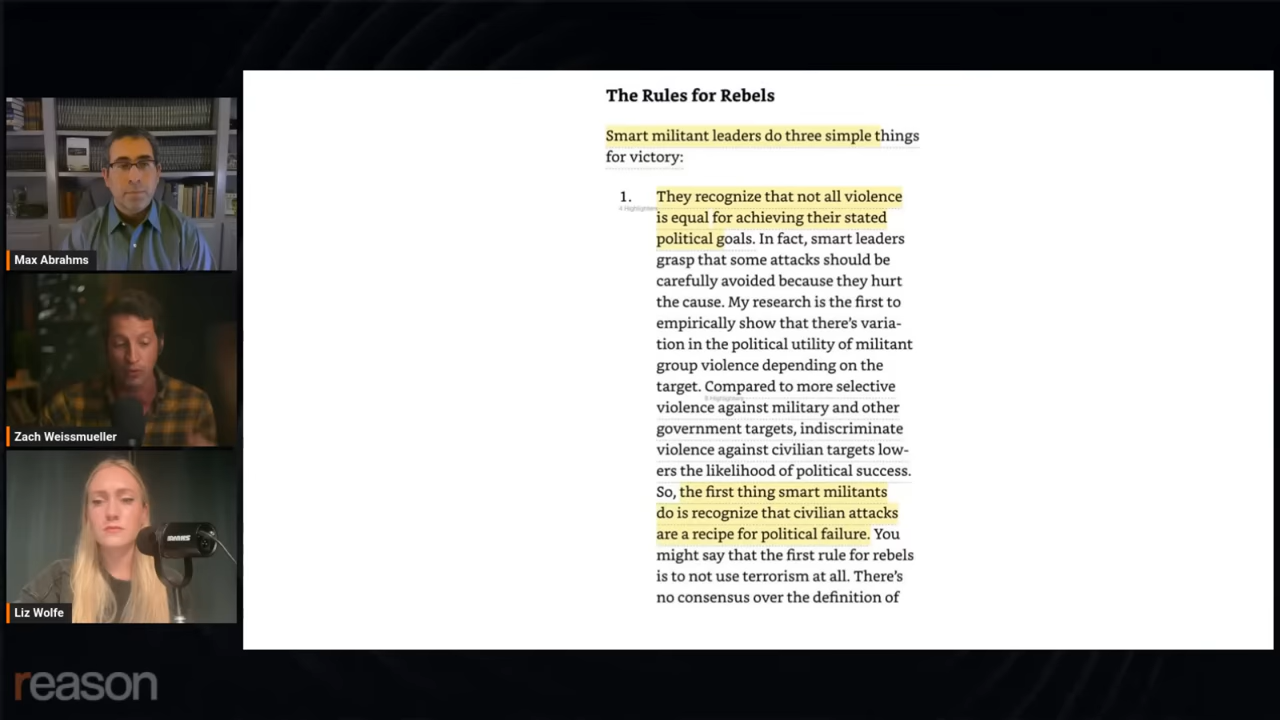 Max Abrahms
Zach Weissmueller
Liz Wolfe
reason
The Rules for Rebels
Smart militant leaders do three simple things
for victory:
1. They recognize that not all violence
4 Highlighters
is equal for achieving their stated
political goals. In fact, smart leaders
grasp that some attacks should be
carefully avoided because they hurt
the cause. My research is the first to
empirically show that there's varia-
tion in the political utility of militant
group violence depending on the
target. Compared to more selective
violence against military and other
government targets, indiscriminate
violence against civilian targets low-
ers the likelihood of political success.
So, the first thing smart militants
do is recognize that civilian attacks
are a recipe for political failure. You
might say that the first rule for rebels
is to not use terrorism at all. There's
no consensus over the definition of